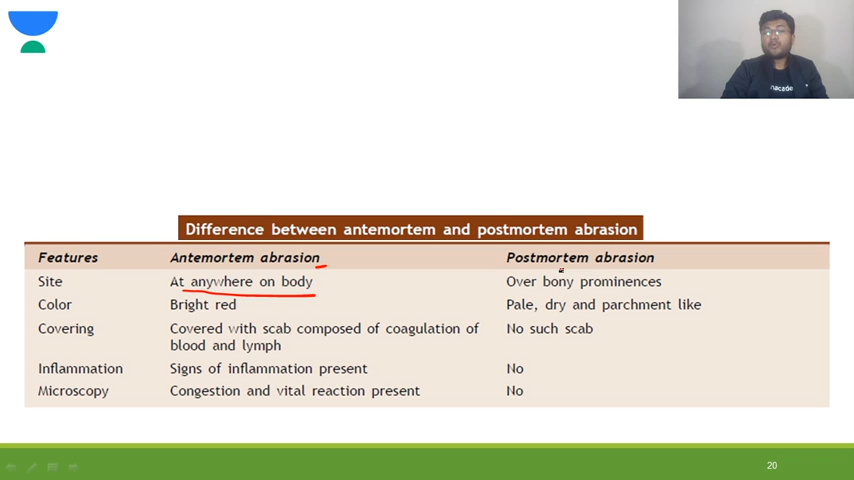 Difference between antemortem and postmortem abrasion
Features Antemortem abrasion Postmortem abrasion
Site At anywhere on body Over bony prominences
Color Bright red Pale, dry and parchment like
Covering Covered with scab composed of coagulation of No such scab
blood and lymph
Inflammation Signs of inflammation present No
Microscopy Congestion and vital reaction present No
20